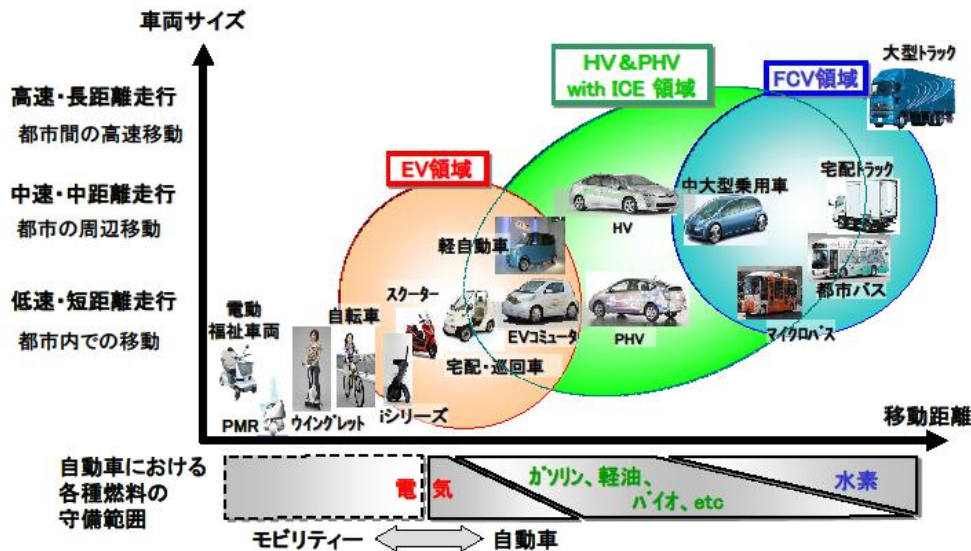 車両サイズ
高速・長距離走行
都市間の高速移動
中速・中距離走行
都市の周辺移動
低速・短距離走行
都市内での移動
HV&PHV
with ICE 領域
FCV領域
大型トラック
EV領域
宅配トラック
中大型乗用車
HV
軽自動車
都市バス
スクーター
電動
福祉車両
自転車
EVコミュータ
PHV
マイクロバス
宅配・巡回車
PMR
ウイングレット
iシリーズ
移動距離
自動車における
各種燃料の
守備範囲
電気
ガソリン、軽油、
バイオ、etc
水素
モビリティー
自動車